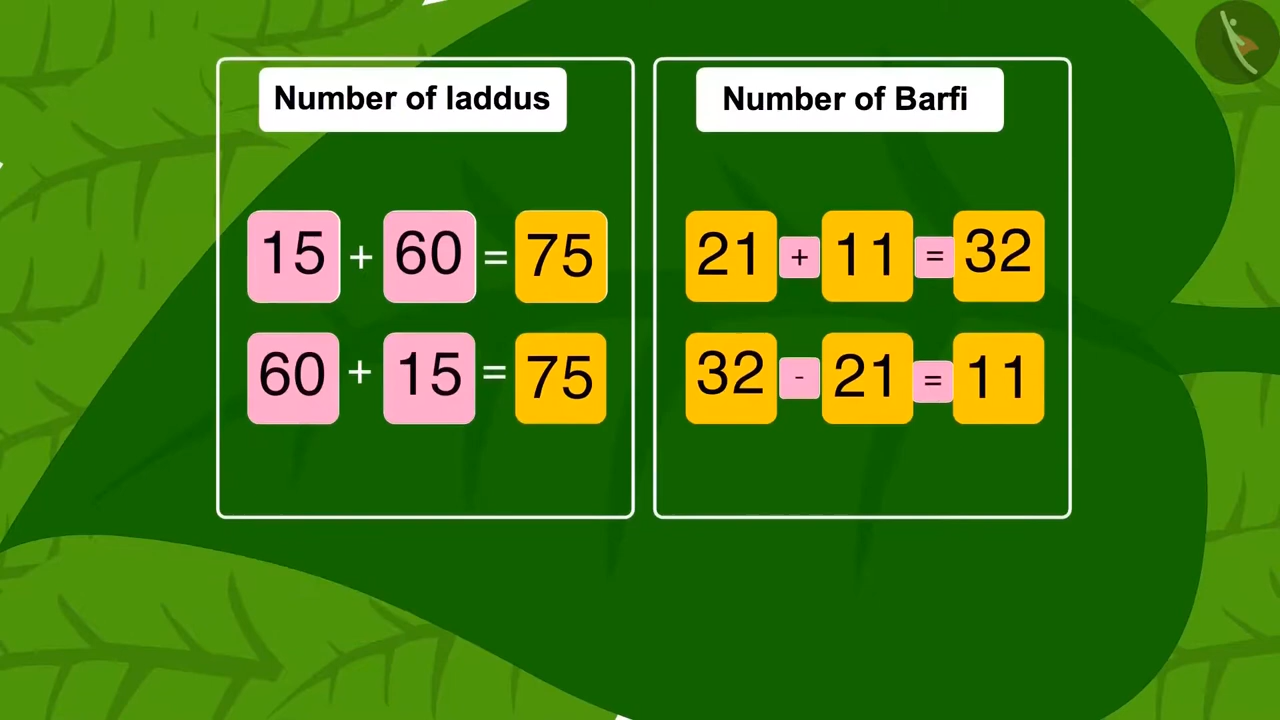 Number of laddus
15 + 60 = 75
60 + 15 = 75
Number of Barfi
21 + 11 = 32
32 - 21 = 11